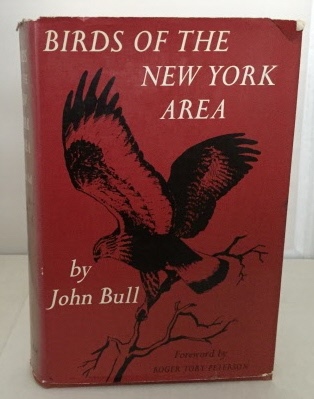 BIRDS OF THE
NEW YORK
AREA
by
John Bull
Foreword by
ROGER TORY PETERSON